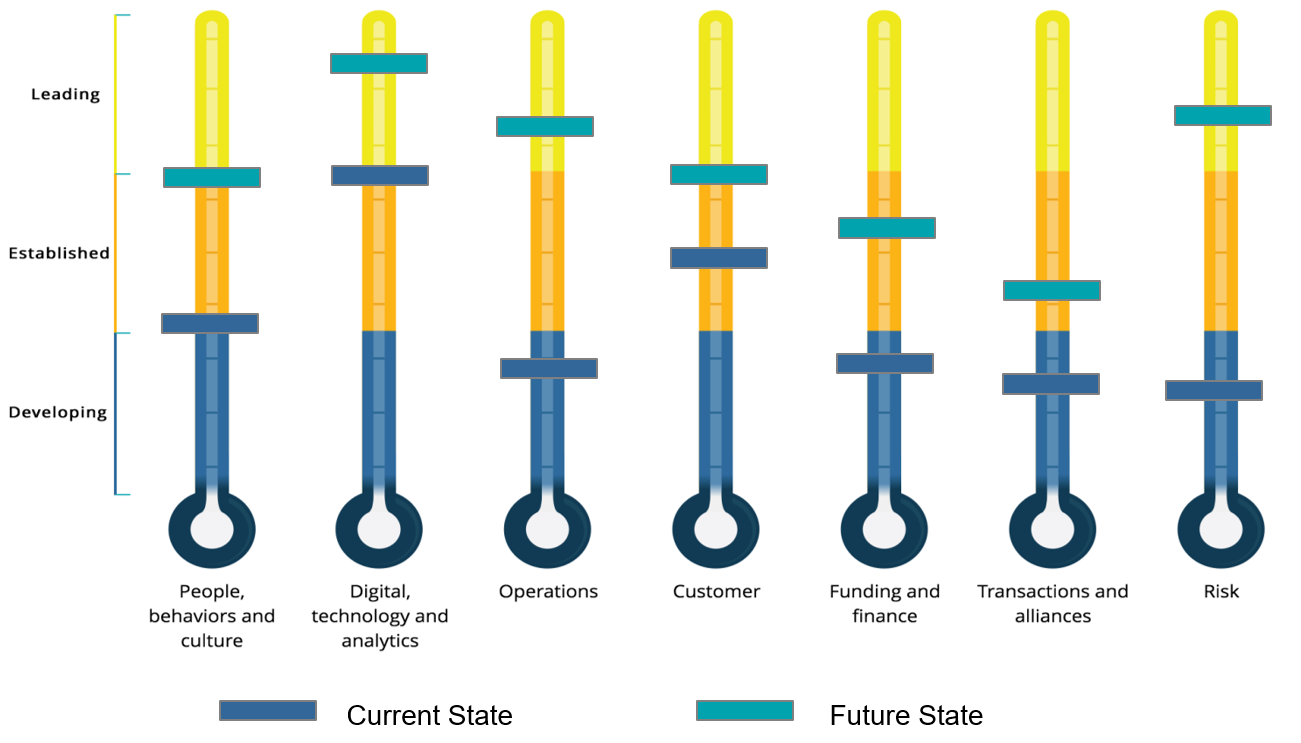 Leading
Established
Developing
People,
behaviors and
culture
Digital,
technology and
analytics
Operations
Customer
Funding and
finance
Transactions and
alliances
Risk
Current State
Future State